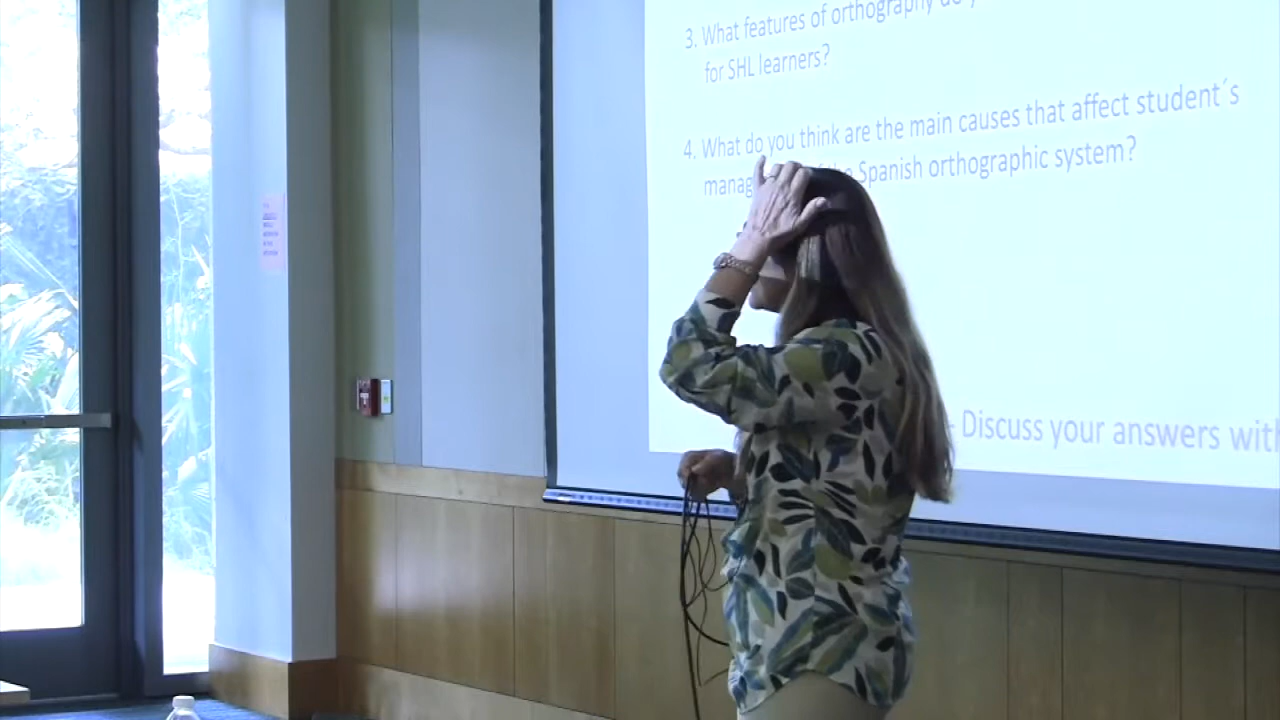 3. What features of orthography do
for SHL learners?
4. What do you think are the main causes that affect student´s
Spanish orthographic system?
- Discuss your answers with